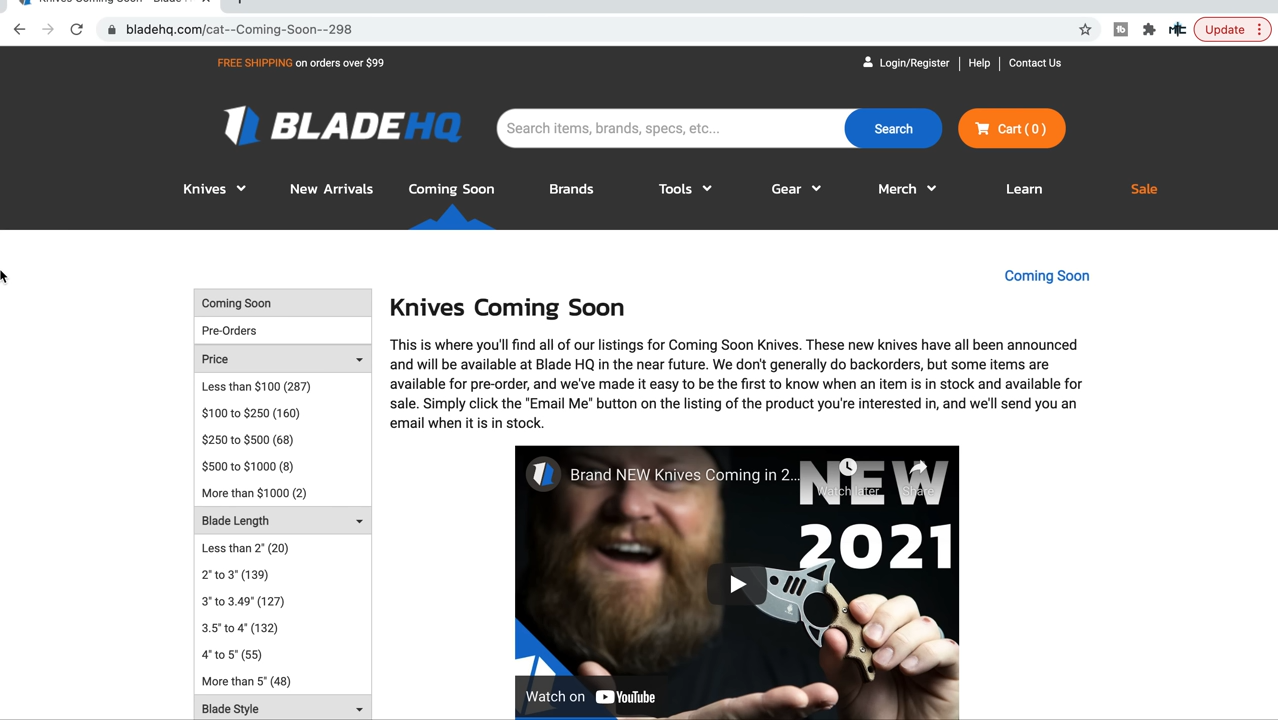 bladehq.com/cat--Coming-Soon--298
Update
FREE SHIPPING on orders over $99
Login/Register
Help
Contact Us
BLADEHQ
Search items, brands, specs, etc...
Search
Cart ( 0 )
Knives
New Arrivals
Coming Soon
Brands
Tools
Gear
Merch
Learn
Sale
Coming Soon
Coming Soon
Pre-Orders
Price
Less than $100 (287)
$100 to $250 (160)
$250 to $500 (68)
$500 to $1000 (8)
More than $1000 (2)
Blade Length
Less than 2" (20)
2" to 3" (139)
3" to 3.49" (127)
3.5" to 4" (132)
4" to 5" (55)
More than 5" (48)
Blade Style
Knives Coming Soon
This is where you'll find all of our listings for Coming Soon Knives. These new knives have all been announced
and will be available at Blade HQ in the near future. We don't generally do backorders, but some items are
available for pre-order, and we've made it easy to be the first to know when an item is in stock and available for
sale. Simply click the "Email Me" button on the listing of the product you're interested in, and we'll send you an
email when it is in stock.
Brand NEW Knives Coming in 2...
Watch later
Share
NEW
2021
Watch on YouTube